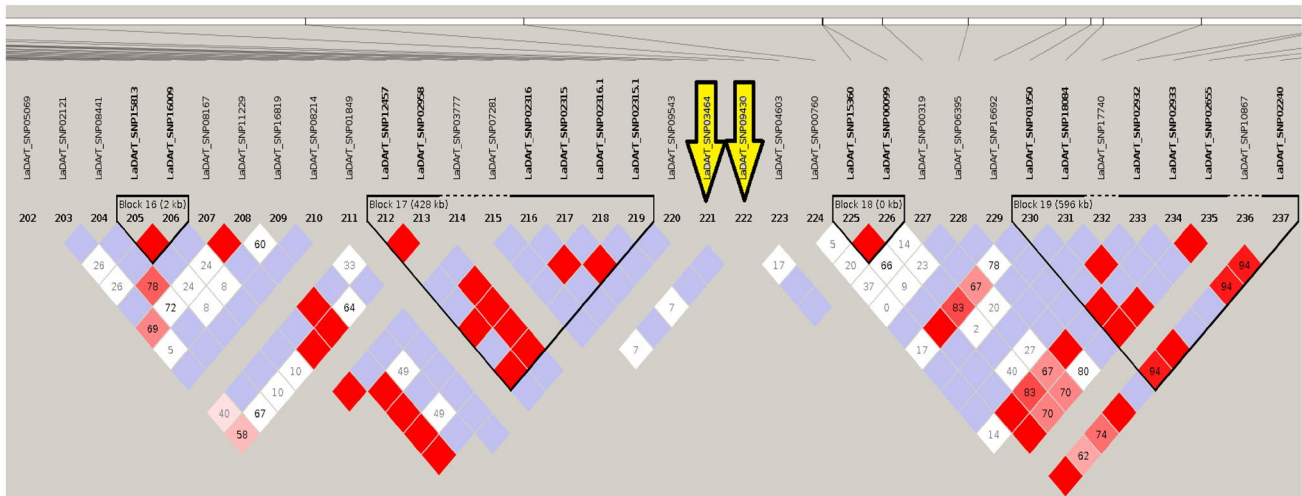 LaDArT_SNP05069
LaDArT_SNP02121
LaDArT_SNP08441
LaDArT_SNP15813
LaDArT_SNP16009
LaDArT_SNP08167
LaDArT_SNP11229
LaDArT_SNP16819
LaDArT_SNP08214
LaDArT_SNP01849
LaDArT_SNP12457
LaDArT_SNP02958
LaDArT_SNP03777
LaDArT_SNP07281
LaDArT_SNP02316
LaDArT_SNP02315
LaDArT_SNP02316.1
LaDArT_SNP02315.1
LaDArT_SNP09543
LaDArT_SNP03464
LaDArT_SNP09430
LaDArT_SNP04603
LaDArT_SNP00760
LaDArT_SNP15360
LaDArT_SNP00099
LaDArT_SNP00319
LaDArT_SNP06395
LaDArT_SNP16692
LaDArT_SNP01950
LaDArT_SNP18084
LaDArT_SNP17740
LaDArT_SNP02932
LaDArT_SNP02933
LaDArT_SNP02655
LaDArT_SNP10867
LaDArT_SNP02240
Block 16 (2 kb) Block 17 (428 kb) Block 18 (0 kb) Block 19 (596 kb)
202 203 204 205 206 207 208 209 210 211 212 213 214 215 216 217 218 219 220 221 222 223 224 225 226 227 228 229 230 231 232 233 234 235 236 237
60 5 14
26 24 33 17 20 66 23 78 94
26 78 24 8 37 9 67 94
72 8 64 7 0 83 20
69 2
5 7 17 27
10 49 40 67 80 94
10 83 70
40 67 49 70
58 14 74
62